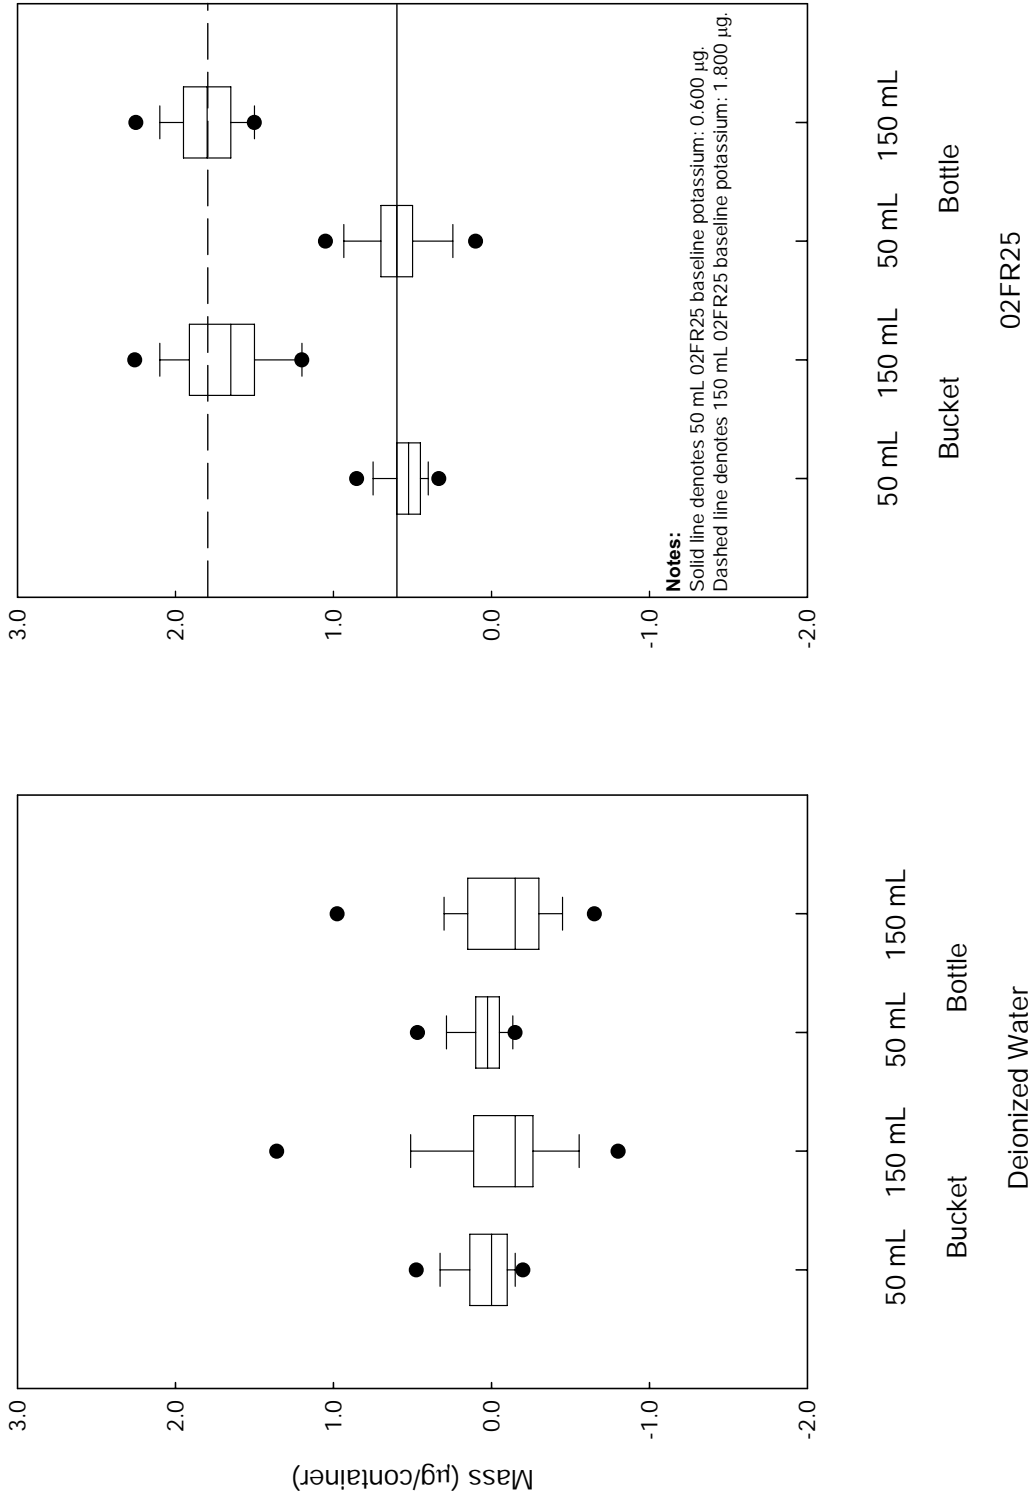 Mass (µg/container)
3.0
2.0
1.0
0.0
-1.0
-2.0
50 mL 150 mL 50 mL 150 mL
Bucket Bottle
Deionized Water
3.0
2.0
1.0
0.0
-1.0
-2.0
Notes:
Solid line denotes 50 mL 02FR25 baseline potassium: 0.600 µg.
Dashed line denotes 150 mL 02FR25 baseline potassium: 1.800 µg.
50 mL 150 mL 50 mL 150 mL
Bucket Bottle
02FR25